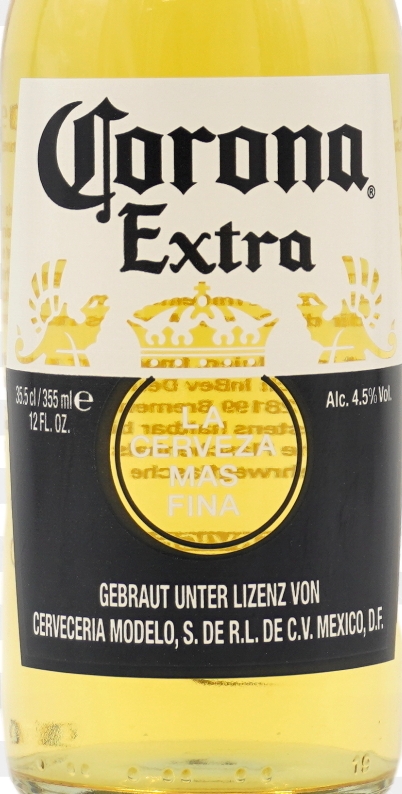 Corona®
Extra
35.5 cl / 355 ml e
12 FL. OZ.
Alc. 4.5% Vol.
LA
CERVEZA
MAS
FINA
GEBRAUT UNTER LIZENZ VON
CERVECERIA MODELO, S. DE R.L. DE C.V. MEXICO, D.F.